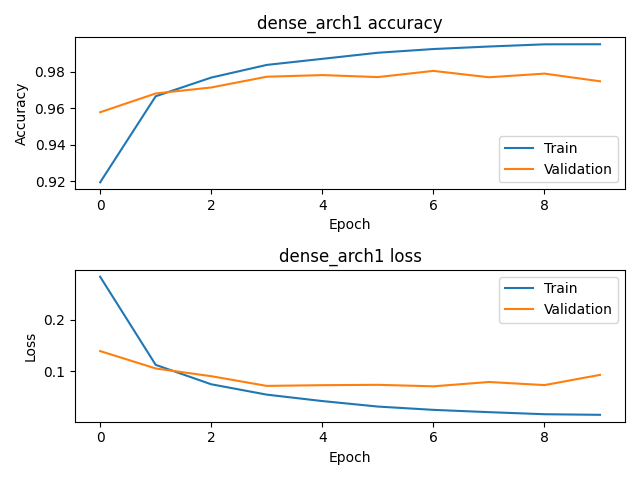 dense_arch1 accuracy
0.98
0.96
0.94
0.92
Accuracy
Train
Validation
0 2 4 6 8
Epoch
dense_arch1 loss
0.2
0.1
Loss
Train
Validation
0 2 4 6 8
Epoch